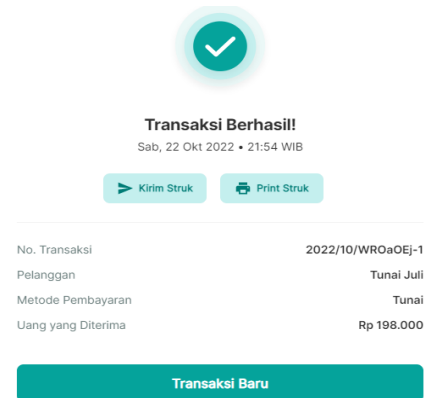 Transaksi Berhasil!
Sab, 22 Okt 2022 • 21:54 WIB
Kirim Struk Print Struk
No. Transaksi 2022/10/WROaOEj-1
Pelanggan Tunai Juli
Metode Pembayaran Tunai
Uang yang Diterima Rp 198.000
Transaksi Baru